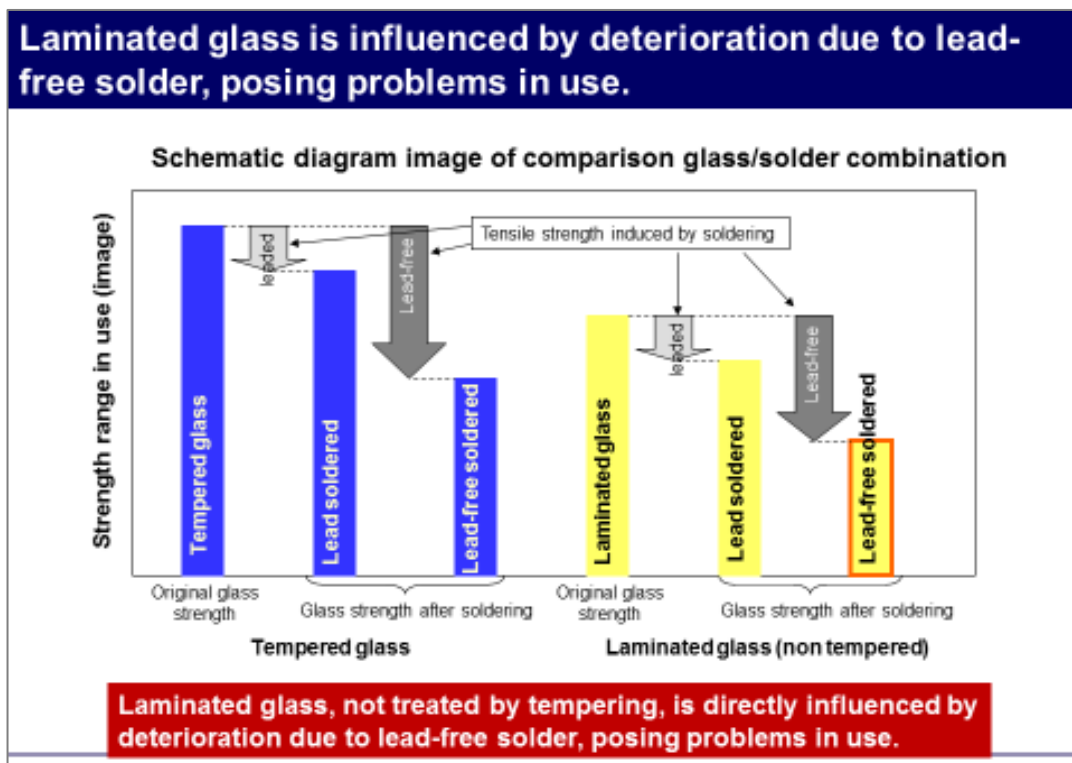 Laminated glass is influenced by deterioration due to lead-
free solder, posing problems in use.
Schematic diagram image of comparison glass/solder combination
Strength range in use (image)
Tensile strength induced by soldering
leaded
Lead-free
leaded
Lead-free
Tempered glass
Lead soldered
Lead-free soldered
Laminated glass
Lead soldered
Lead-free soldered
Original glass
strength
Glass strength after soldering
Original glass
strength
Glass strength after soldering
Tempered glass
Laminated glass (non tempered)
Laminated glass, not treated by tempering, is directly influenced by
deterioration due to lead-free solder, posing problems in use.